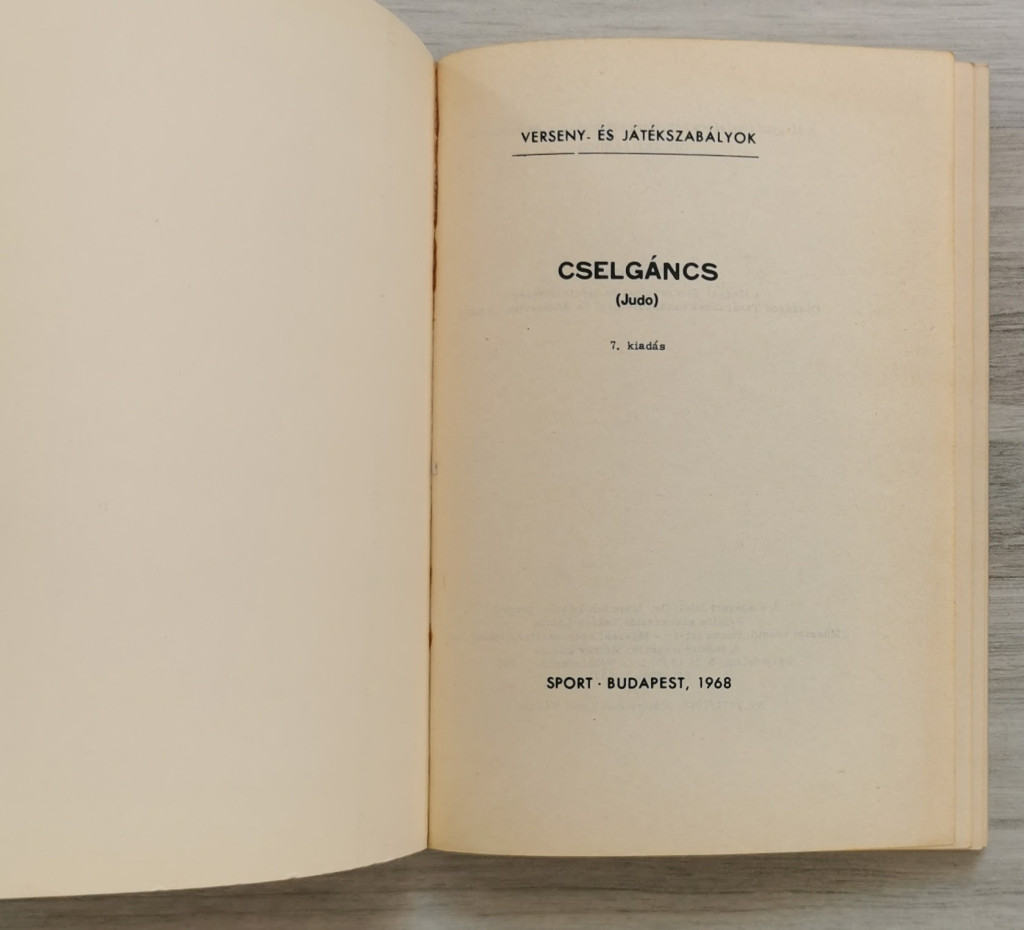 VERSENY- ÉS JÁTÉKSZABÁLYOK
CSELGÁNCS
(Judo)
7. kiadás
SPORT · BUDAPEST, 1968